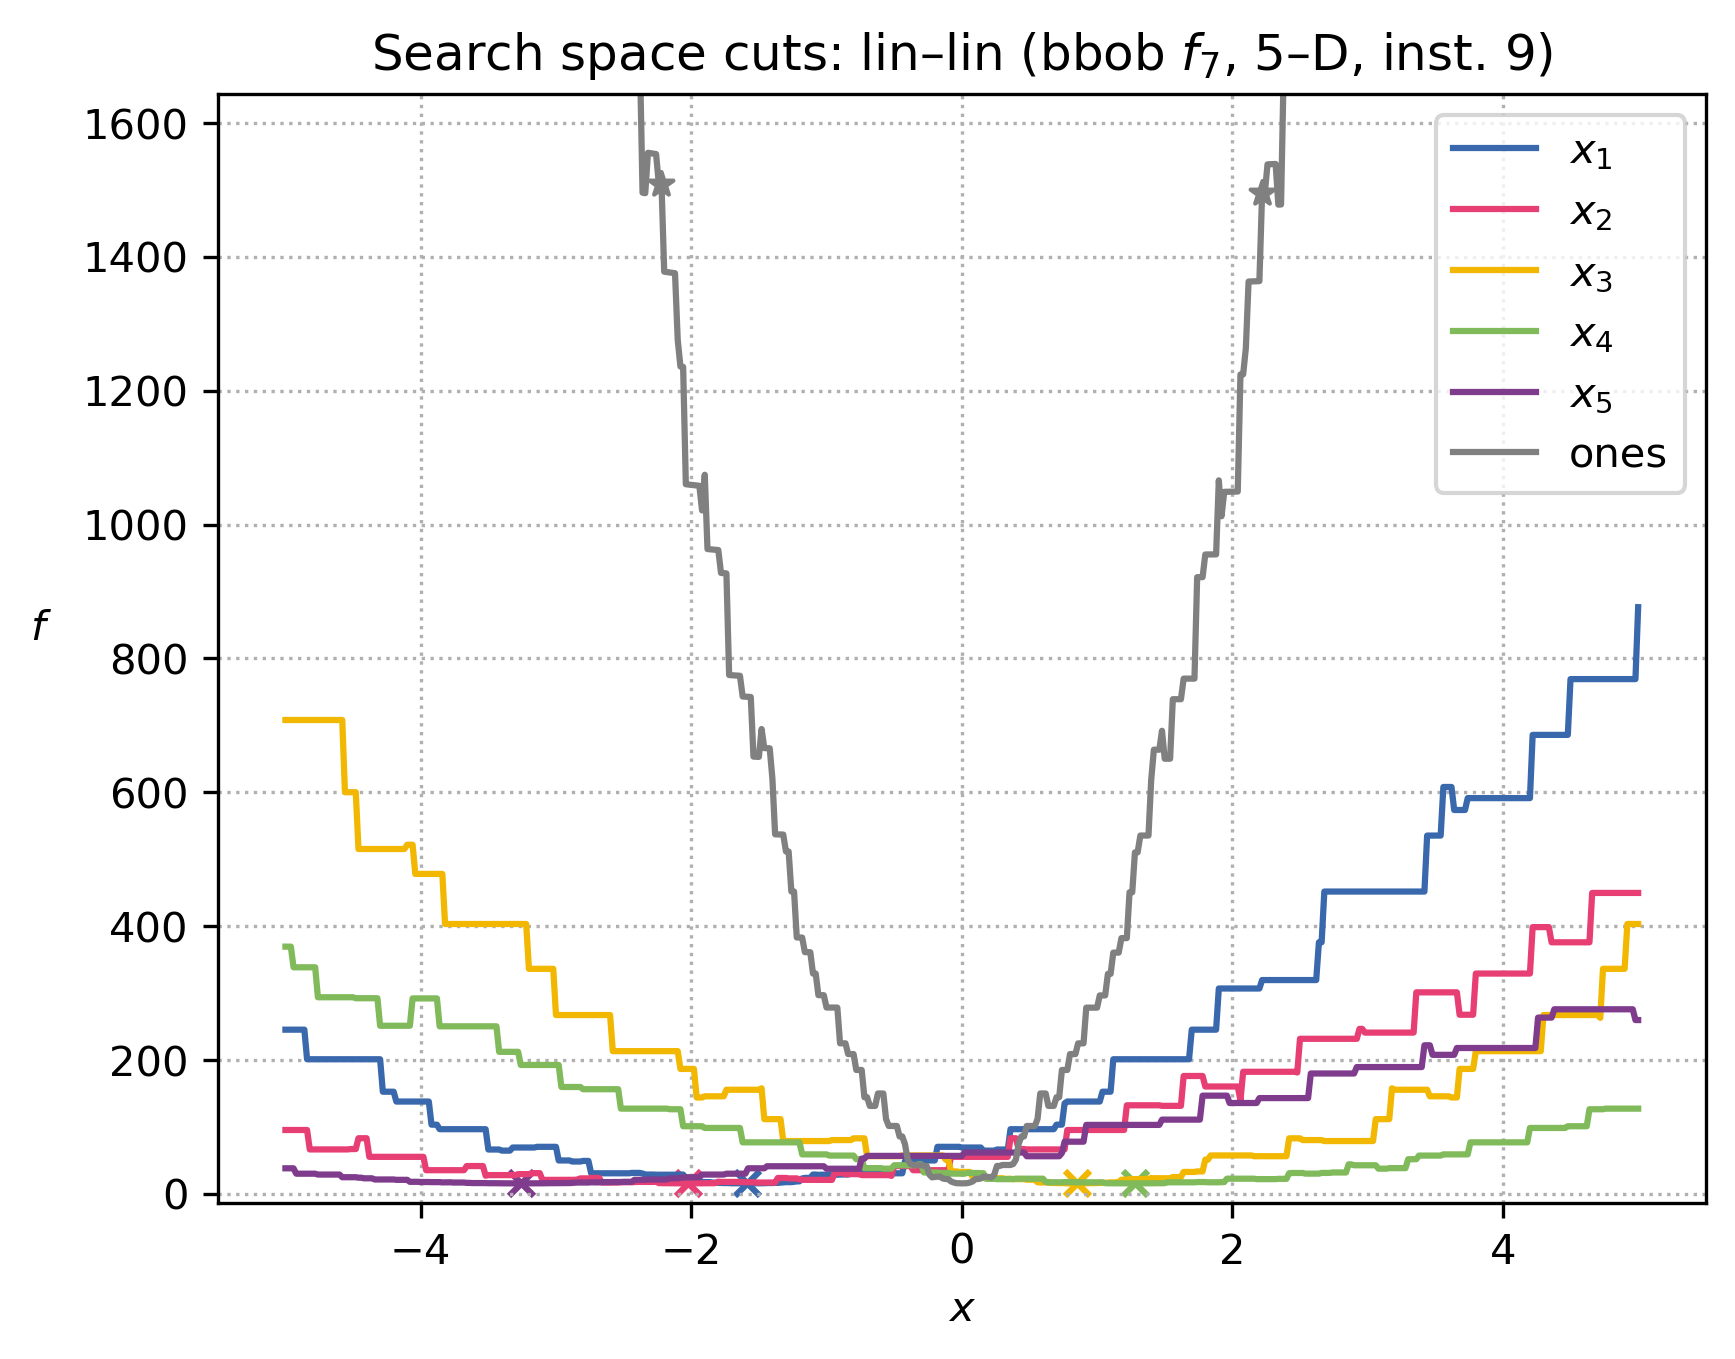 Search space cuts: lin–lin (bbob f₇, 5–D, inst. 9)
1600
1400
1200
1000
800
600
400
200
0
f
x₁
x₂
x₃
x₄
x₅
ones
−4 −2 0 2 4
x